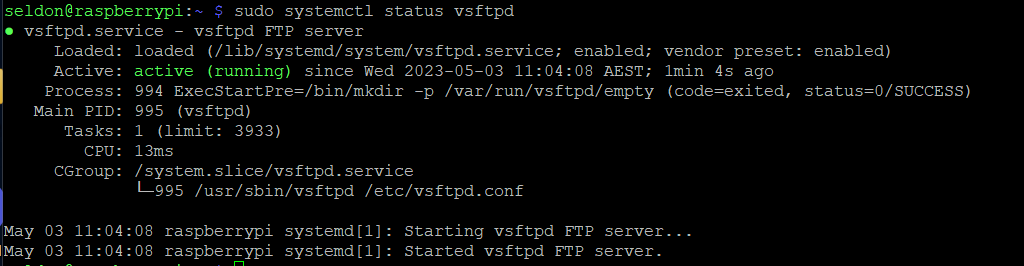 seldon@raspberrypi:~ $ sudo systemctl status vsftpd
● vsftpd.service - vsftpd FTP server
     Loaded: loaded (/lib/systemd/system/vsftpd.service; enabled; vendor preset: enabled)
     Active: active (running) since Wed 2023-05-03 11:04:08 AEST; 1min 4s ago
    Process: 994 ExecStartPre=/bin/mkdir -p /var/run/vsftpd/empty (code=exited, status=0/SUCCESS)
   Main PID: 995 (vsftpd)
      Tasks: 1 (limit: 3933)
        CPU: 13ms
     CGroup: /system.slice/vsftpd.service
             └─995 /usr/sbin/vsftpd /etc/vsftpd.conf

May 03 11:04:08 raspberrypi systemd[1]: Starting vsftpd FTP server...
May 03 11:04:08 raspberrypi systemd[1]: Started vsftpd FTP server.